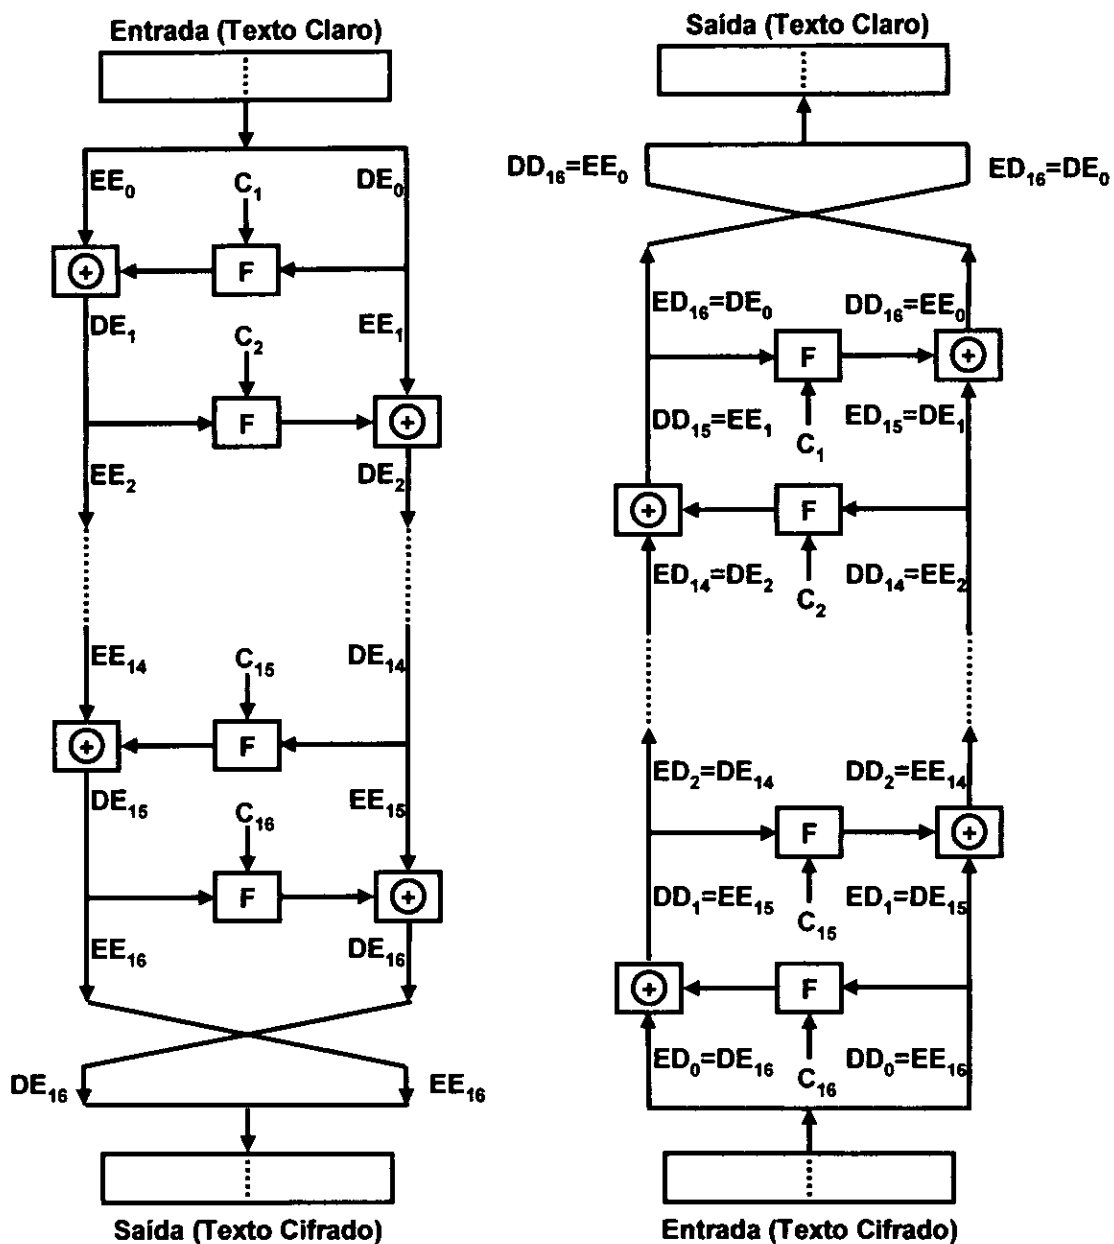 Entrada (Texto Claro)
EE0
C1
DE0
F
+
DE1
C2
EE1
F
+
EE2
DE2
EE14
C15
DE14
+
F
DE15
C16
EE15
F
+
EE16
DE16
DE16
EE16
Saída (Texto Cifrado)
Saída (Texto Claro)
DD16=EE0
ED16=DE0
ED16=DE0
DD16=EE0
F
+
DD15=EE1
C1
ED15=DE1
+
F
ED14=DE2
C2
DD14=EE2
ED2=DE14
DD2=EE14
F
+
DD1=EE15
C15
ED1=DE15
+
F
ED0=DE16
C16
DD0=EE16
Entrada (Texto Cifrado)